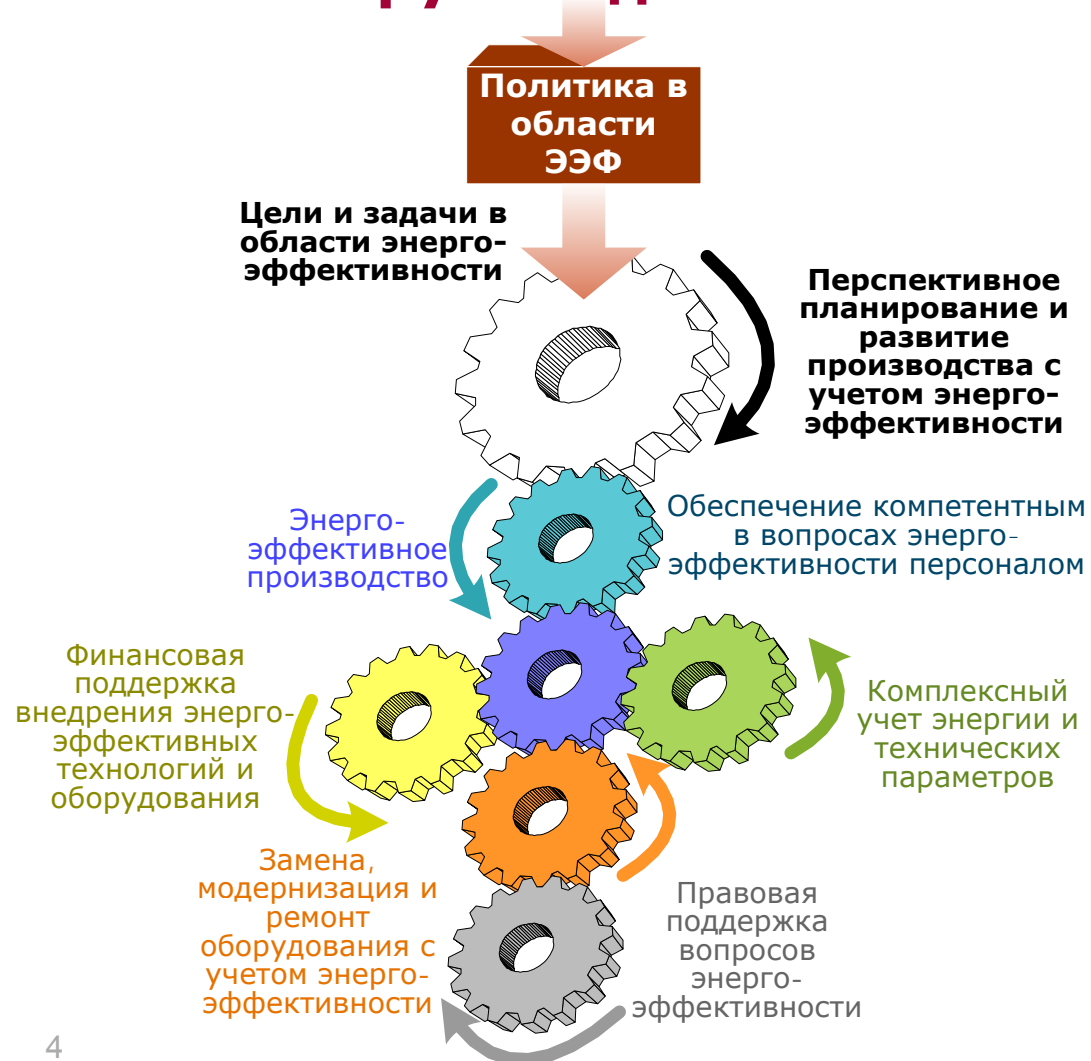 Политика в
области
ЭЭФ
Цели и задачи в
области энерго-
эффективности
Перспективное
планирование и
развитие
производства с
учетом энерго-
эффективности
Энерго-
эффективное
производство
Обеспечение компетентным
в вопросах энерго-
эффективности персоналом
Финансовая
поддержка
внедрения энерго-
эффективных
технологий и
оборудования
Комплексный
учет энергии и
технических
параметров
Замена,
модернизация и
ремонт
оборудования с
учетом энерго-
эффективности
Правовая
поддержка
вопросов
энерго-
эффективности
4